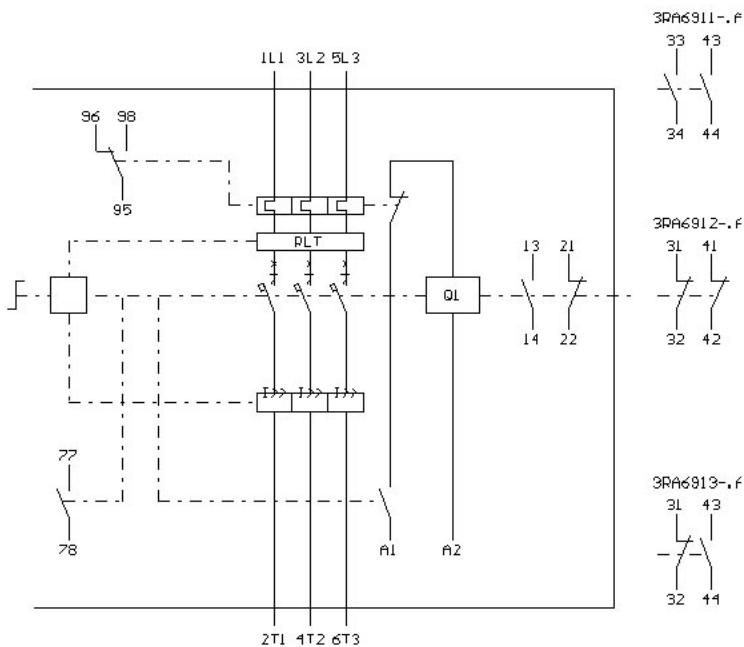 3RA6911-.A
33 43
34 44
1L1 3L2 5L3
96 98
95
RLT
3RA6912-.A
31 41
32 42
13 21
14 22
Q1
I>> I>> I>>
77
78
A1 A2
3RA6913-.A
31 43
32 44
2T1 4T2 6T3